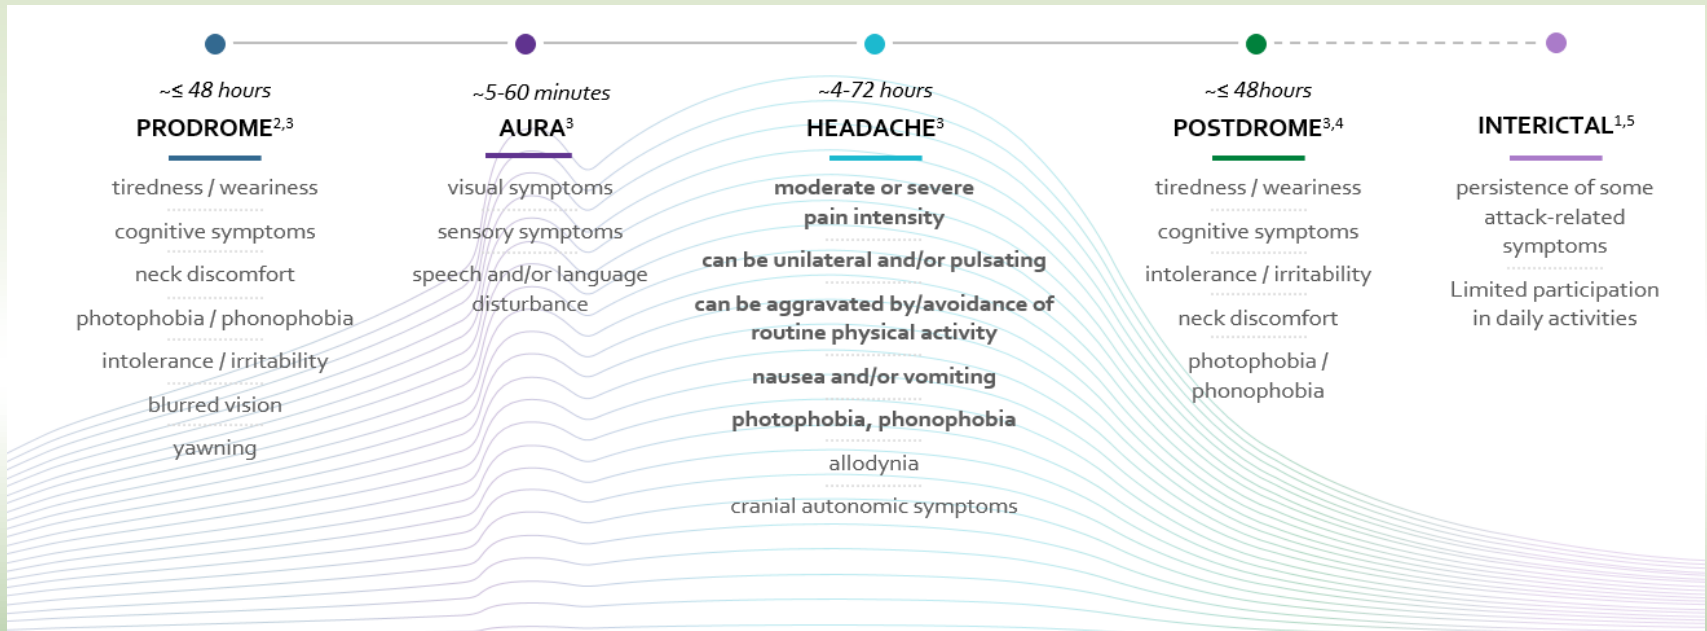 ~≤ 48 hours
PRODROME2,3
tiredness / weariness
cognitive symptoms
neck discomfort
photophobia / phonophobia
intolerance / irritability
blurred vision
yawning
~5-60 minutes
AURA3
visual symptoms
sensory symptoms
speech and/or language
disturbance
~4-72 hours
HEADACHE3
moderate or severe
pain intensity
can be unilateral and/or pulsating
can be aggravated by/avoidance of
routine physical activity
nausea and/or vomiting
photophobia, phonophobia
allodynia
cranial autonomic symptoms
~≤ 48hours
POSTDROME3,4
tiredness / weariness
cognitive symptoms
intolerance / irritability
neck discomfort
photophobia /
phonophobia
INTERICTAL1,5
persistence of some
attack-related
symptoms
Limited participation
in daily activities